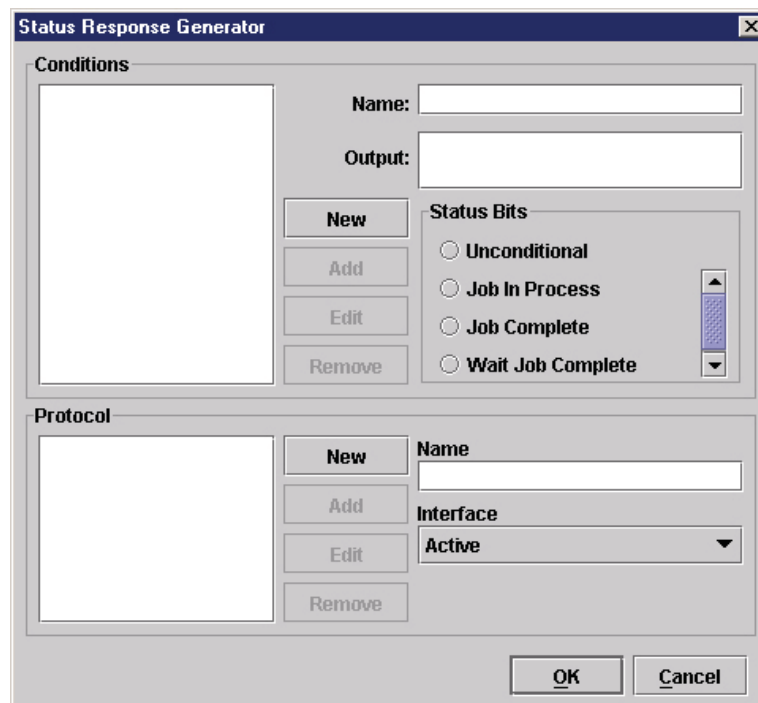 Status Response Generator
Conditions
Name:
Output:
New
Add
Edit
Remove
Status Bits
Unconditional
Job In Process
Job Complete
Wait Job Complete
Protocol
New
Add
Edit
Remove
Name
Interface
Active
OK
Cancel